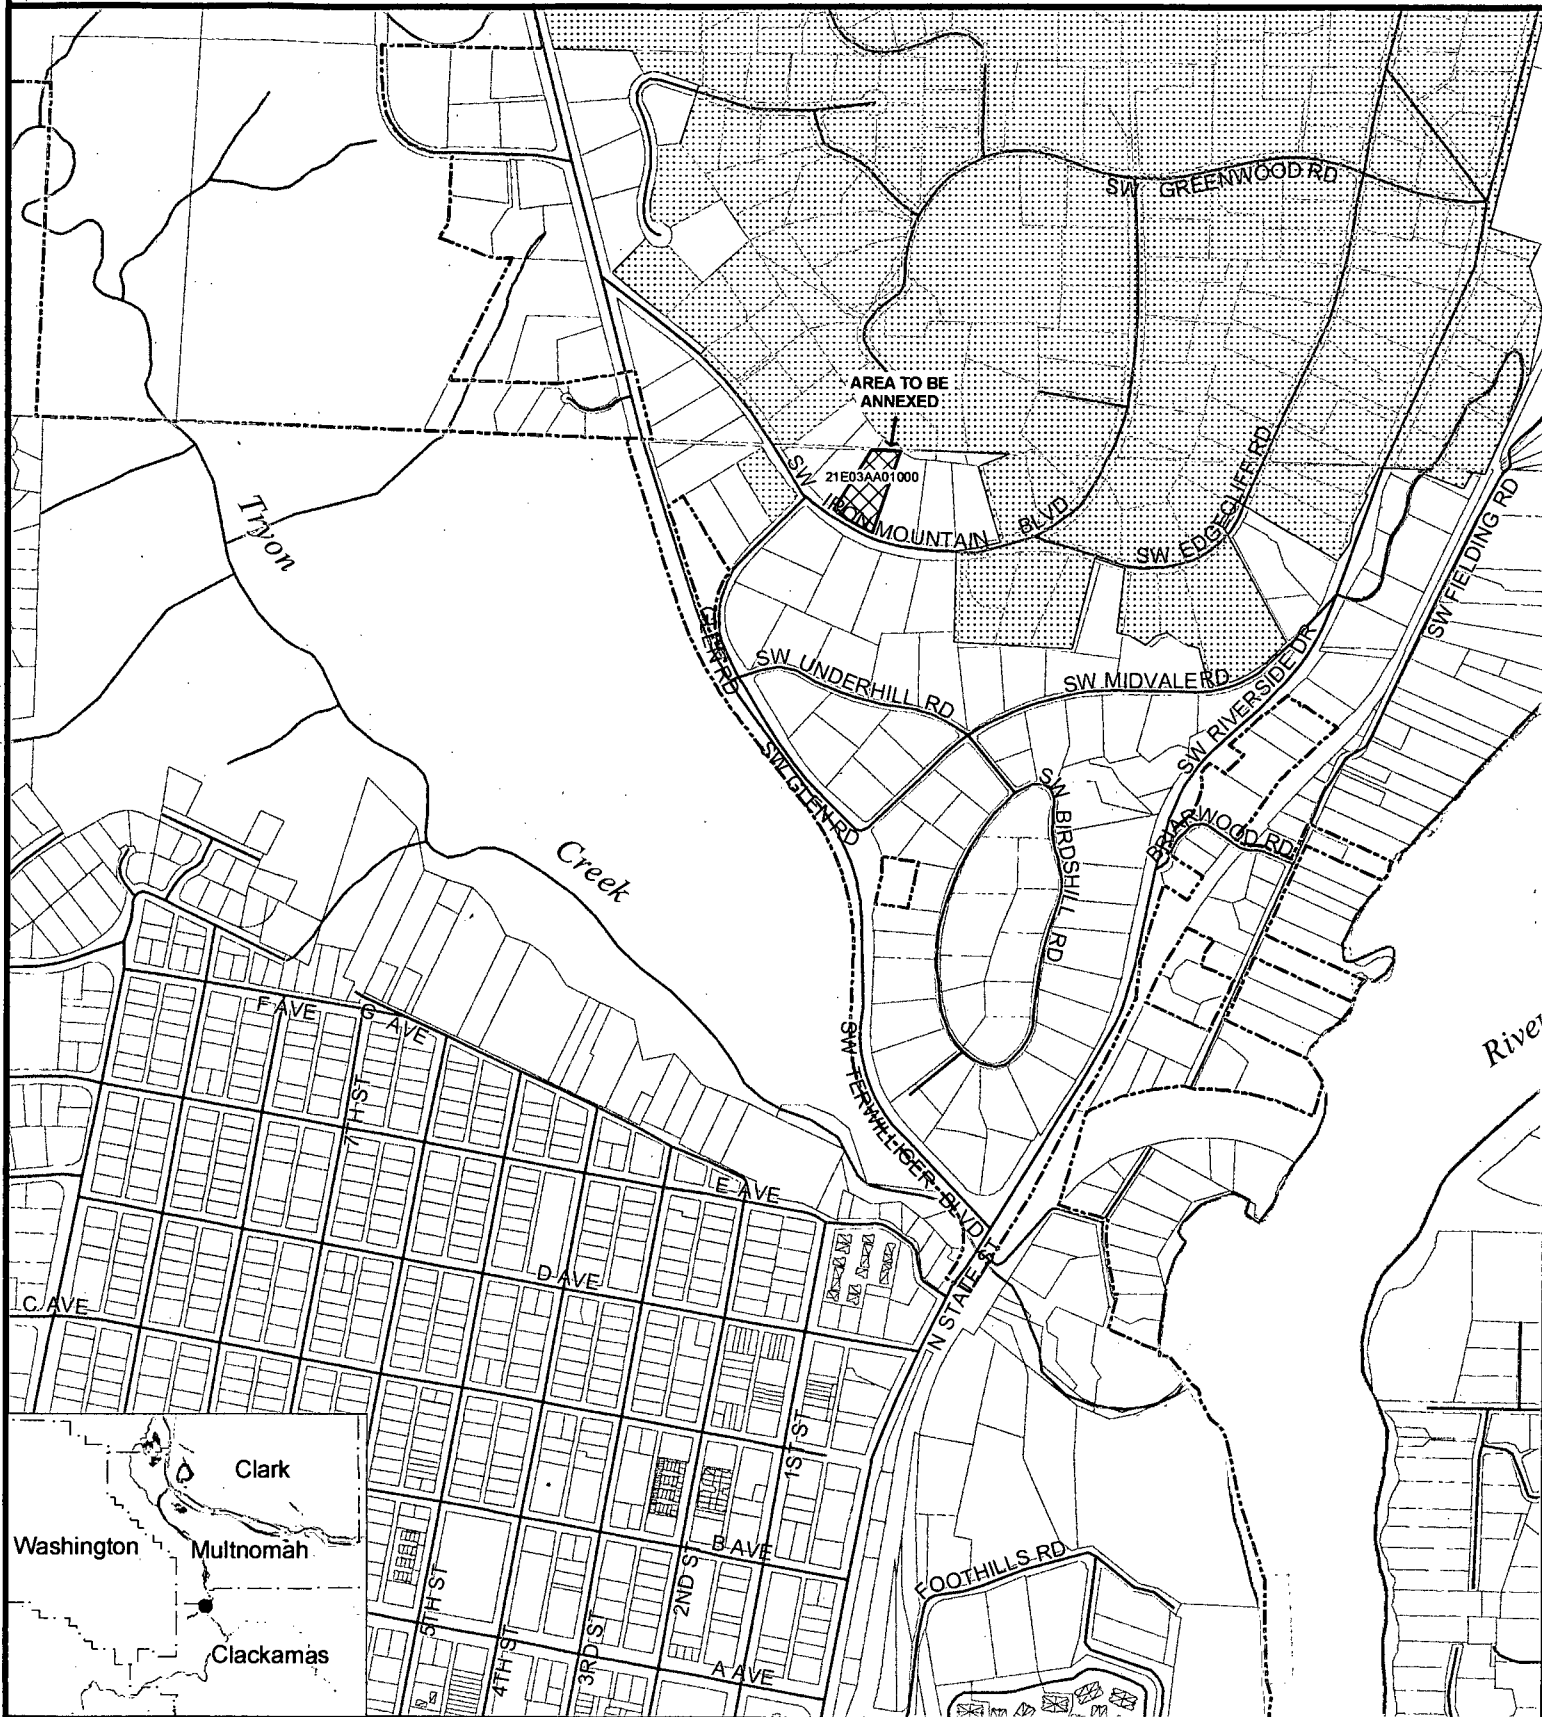 SW GREENWOOD RD
AREA TO BE
ANNEXED
21E03AA01000
SW IRON MOUNTAIN BLVD
SW EDGECLIFF RD
SW FIELDING RD
Tryon
GLEN RD
SW UNDERHILL RD
SW MIDVALE RD
SW RIVERSIDE DR
SW GLEN RD
SW BIRDSHILL RD
BRIARWOOD RD
Creek
F AVE
G AVE
SW TERWILLIGER BLVD
River
7TH ST
E AVE
D AVE
C AVE
N STATE ST
1ST ST
Clark
Washington
Multnomah
Clackamas
B AVE
FOOTHILLS RD
5TH ST
4TH ST
3RD ST
2ND ST
A AVE